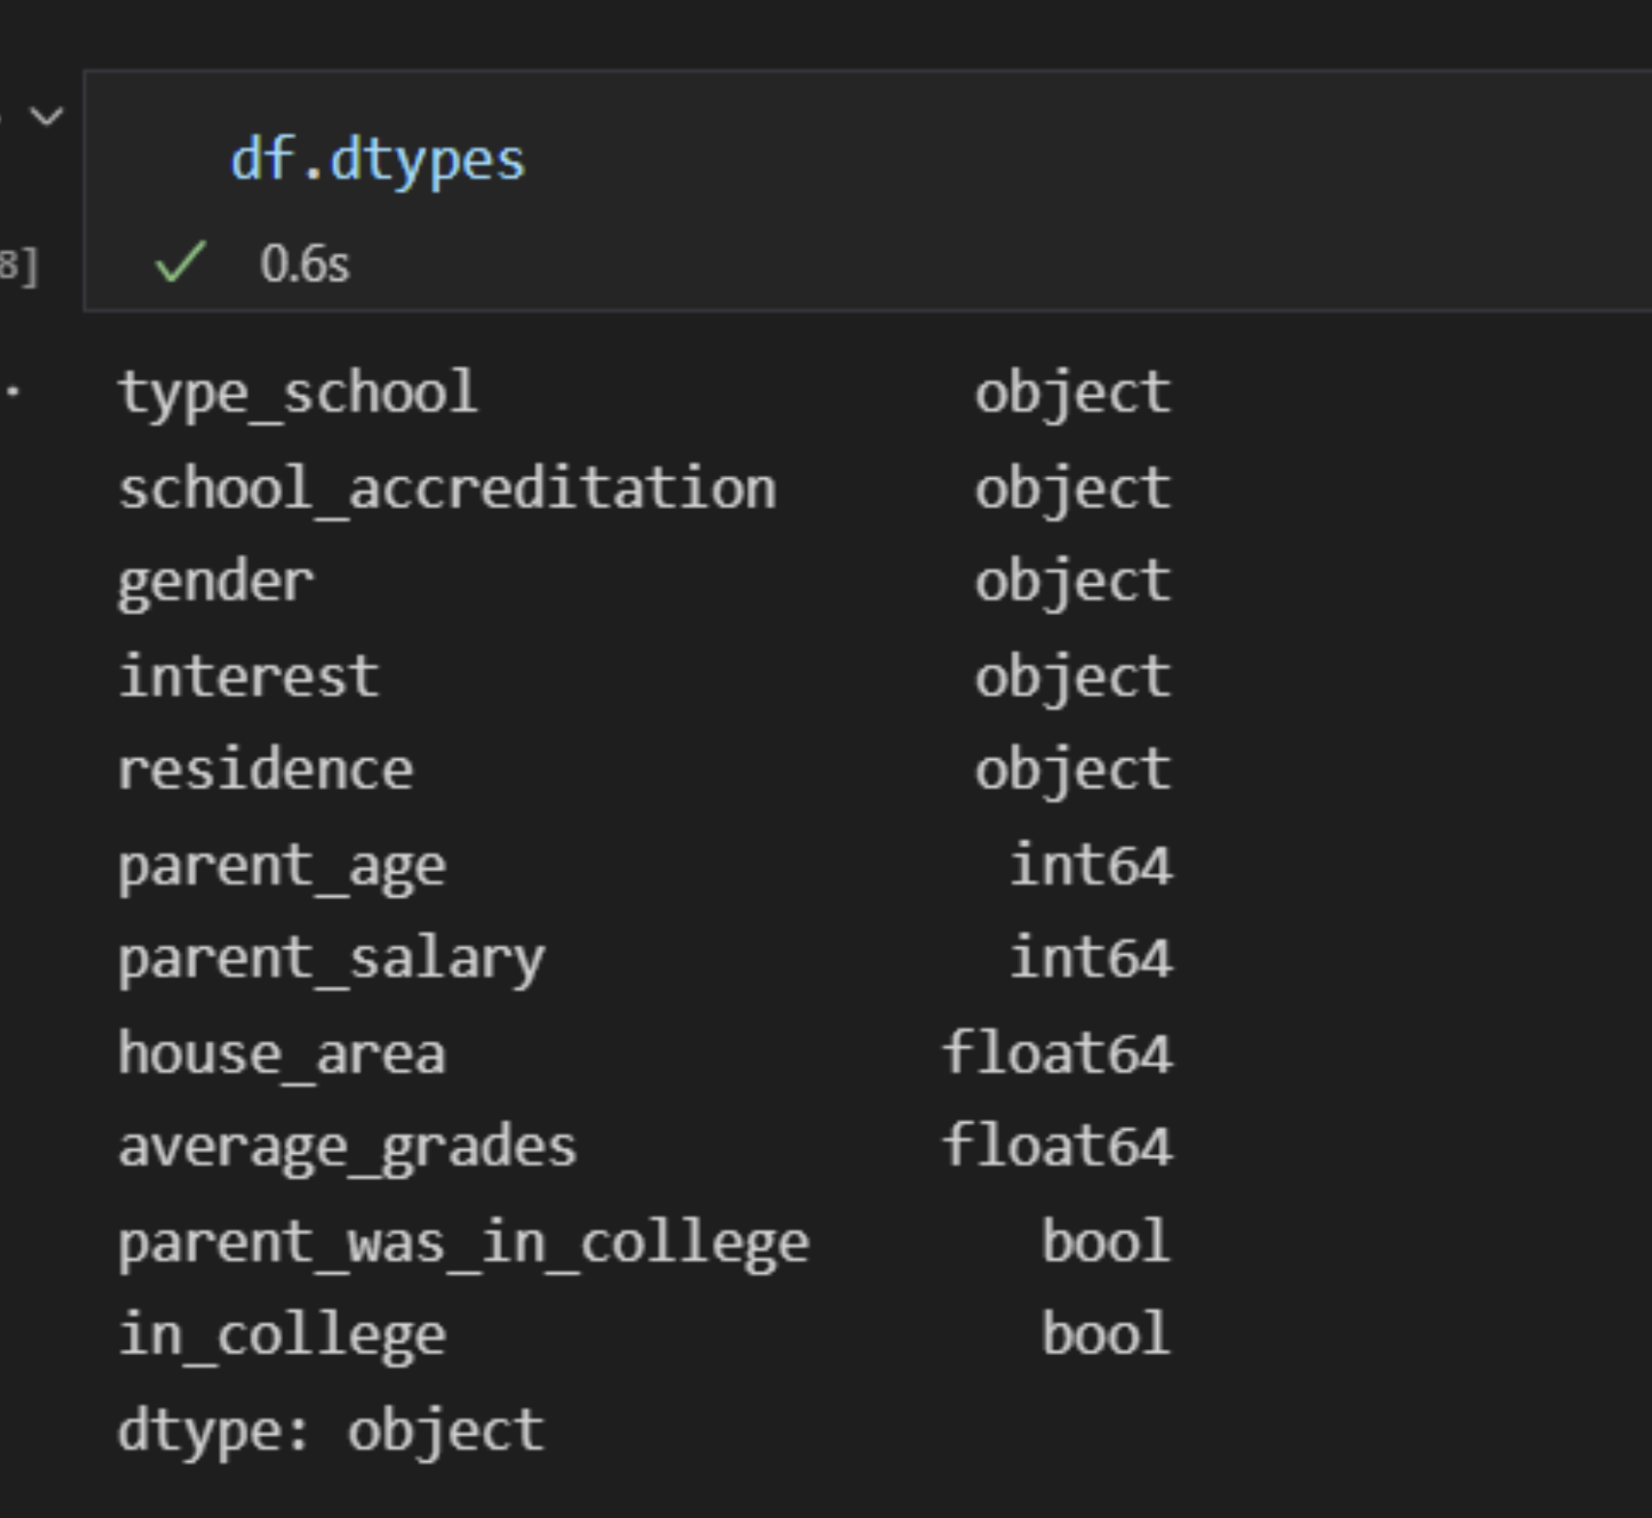 df.dtypes
8]
0.6s
type_school object
school_accreditation object
gender object
interest object
residence object
parent_age int64
parent_salary int64
house_area float64
average_grades float64
parent_was_in_college bool
in_college bool
dtype: object